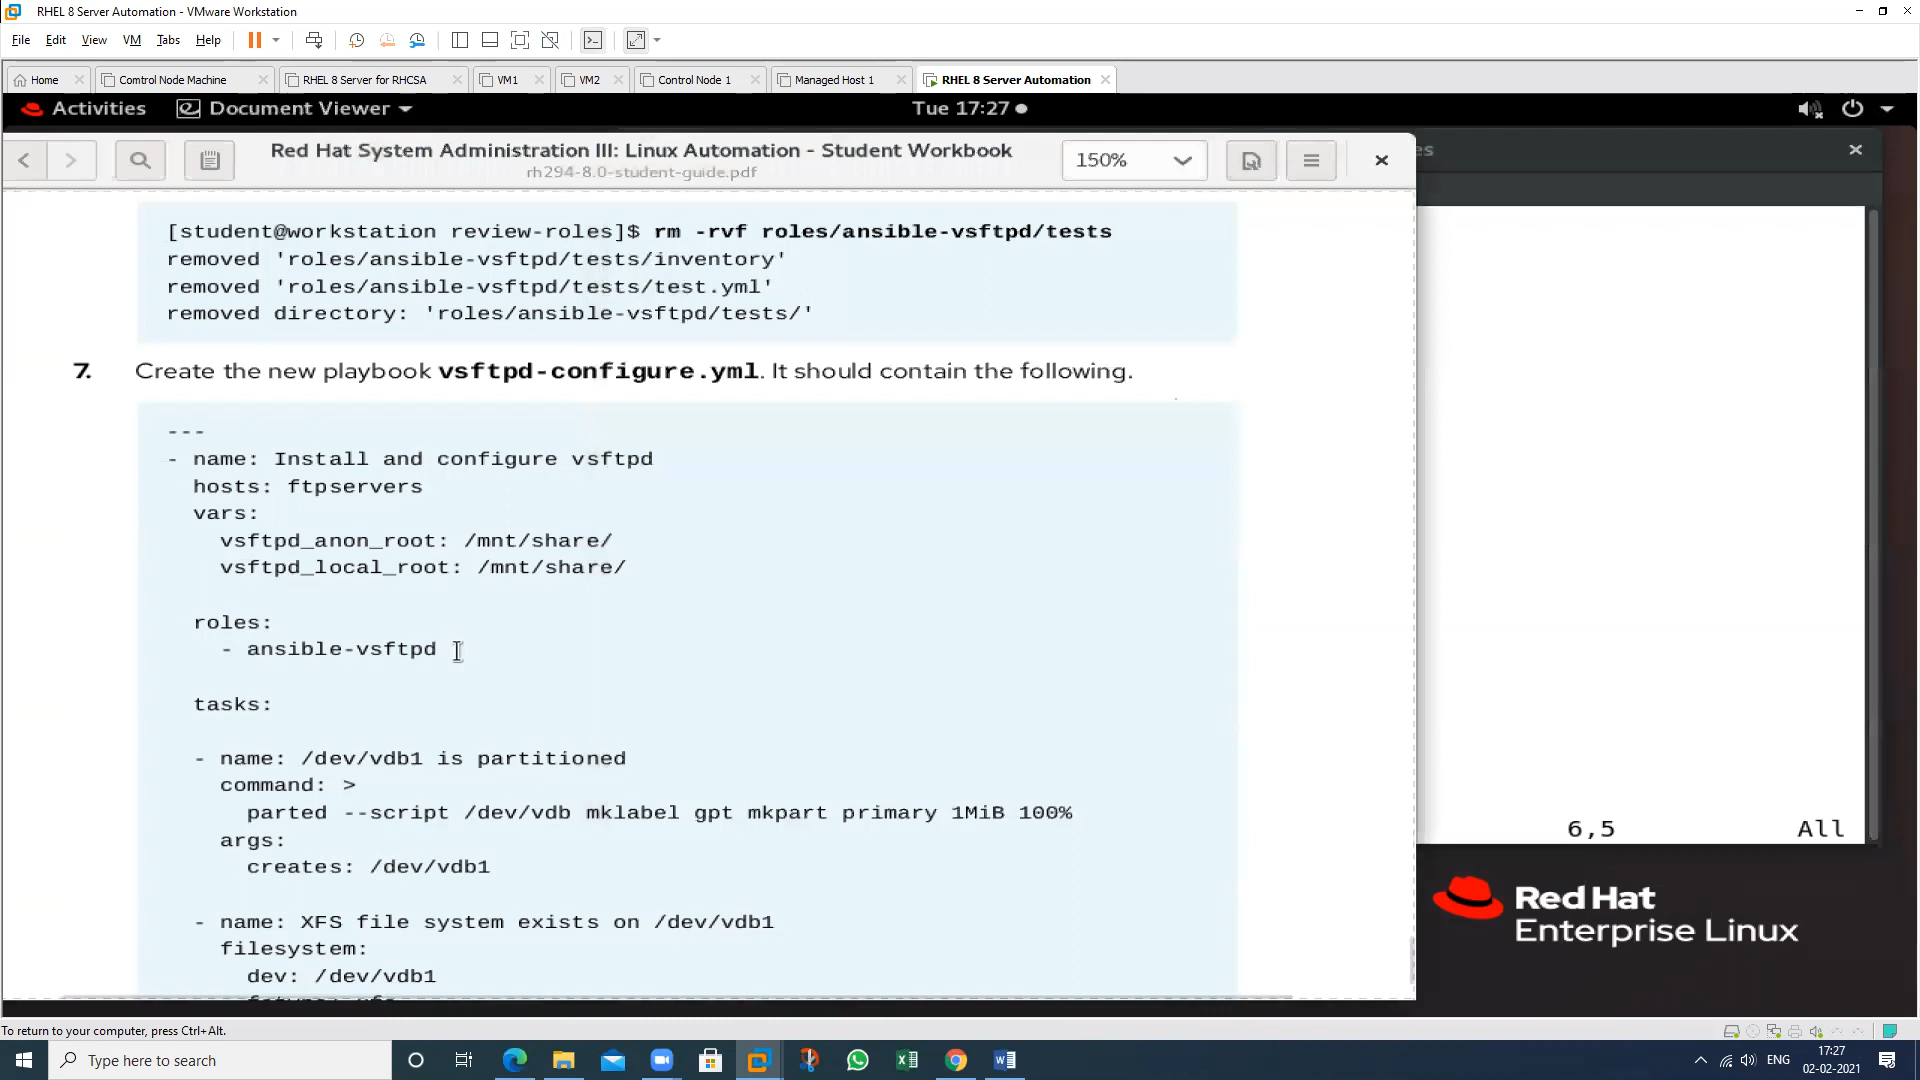 RHEL 8 Server Automation - VMware Workstation
File Edit View VM Tabs Help
Home Comtrol Node Machine RHEL 8 Server for RHCSA VM1 VM2 Control Node 1 Managed Host 1 RHEL 8 Server Automation
Activities Document Viewer Tue 17:27
Red Hat System Administration III: Linux Automation - Student Workbook
rh294-8.0-student-guide.pdf
150%
es
[student@workstation review-roles]$ rm -rvf roles/ansible-vsftpd/tests
removed 'roles/ansible-vsftpd/tests/inventory'
removed 'roles/ansible-vsftpd/tests/test.yml'
removed directory: 'roles/ansible-vsftpd/tests/'
7. Create the new playbook vsftpd-configure.yml. It should contain the following.
---
- name: Install and configure vsftpd
hosts: ftpservers
vars:
vsftpd_anon_root: /mnt/share/
vsftpd_local_root: /mnt/share/
roles:
- ansible-vsftpd
tasks:
- name: /dev/vdb1 is partitioned
command: >
parted --script /dev/vdb mklabel gpt mkpart primary 1MiB 100%
args:
creates: /dev/vdb1
- name: XFS file system exists on /dev/vdb1
filesystem:
dev: /dev/vdb1
6,5 All
Red Hat
Enterprise Linux
To return to your computer, press Ctrl+Alt.
Type here to search
ENG
17:27
02-02-2021